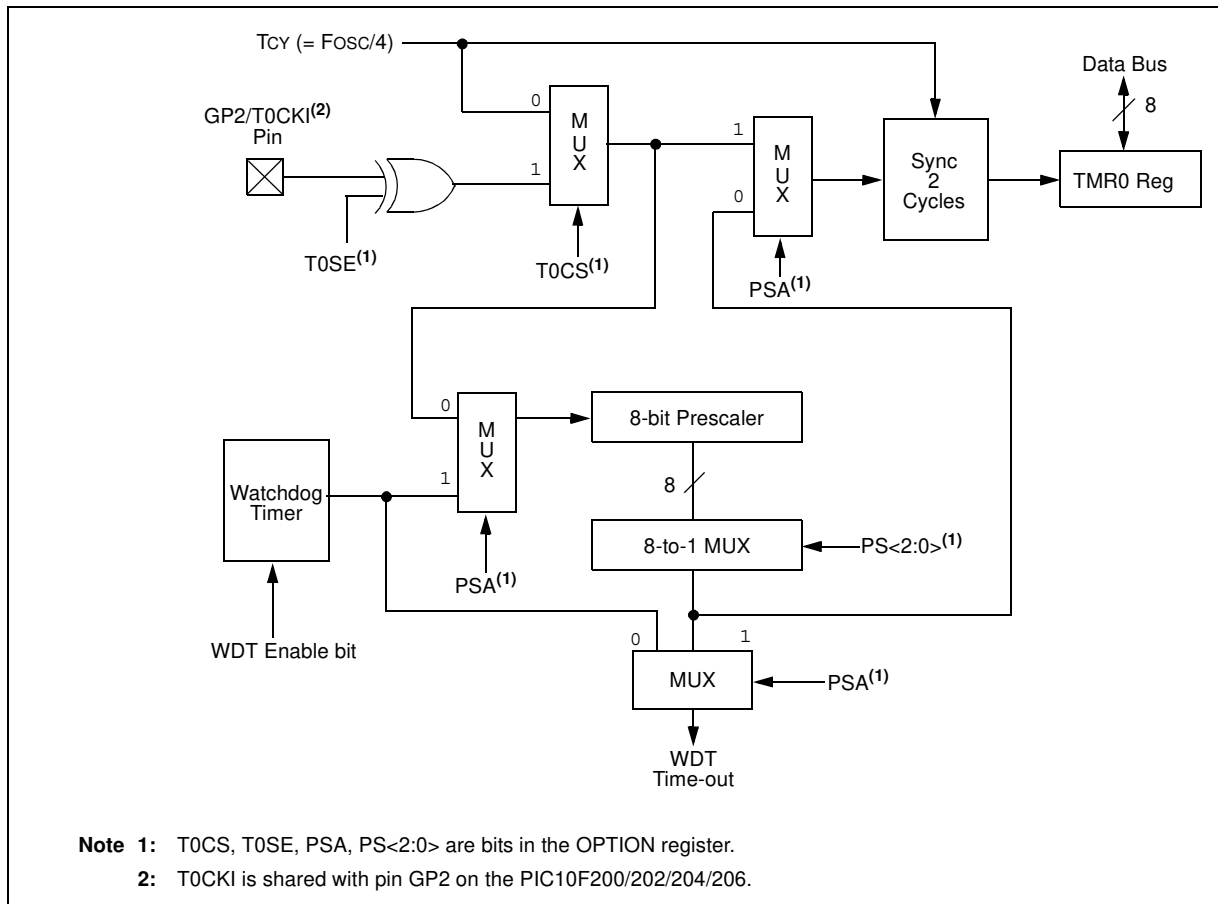 TCY (= FOSC/4)
Data Bus
8
GP2/T0CKI(2)
Pin
0
1
M
U
X
T0SE(1)
T0CS(1)
1
0
M
U
X
PSA(1)
Sync
2
Cycles
TMR0 Reg
0
1
M
U
X
PSA(1)
8-bit Prescaler
8
8-to-1 MUX
PS<2:0>(1)
Watchdog
Timer
WDT Enable bit
0
1
MUX
PSA(1)
WDT
Time-out
Note 1: T0CS, T0SE, PSA, PS<2:0> are bits in the OPTION register.
2: T0CKI is shared with pin GP2 on the PIC10F200/202/204/206.